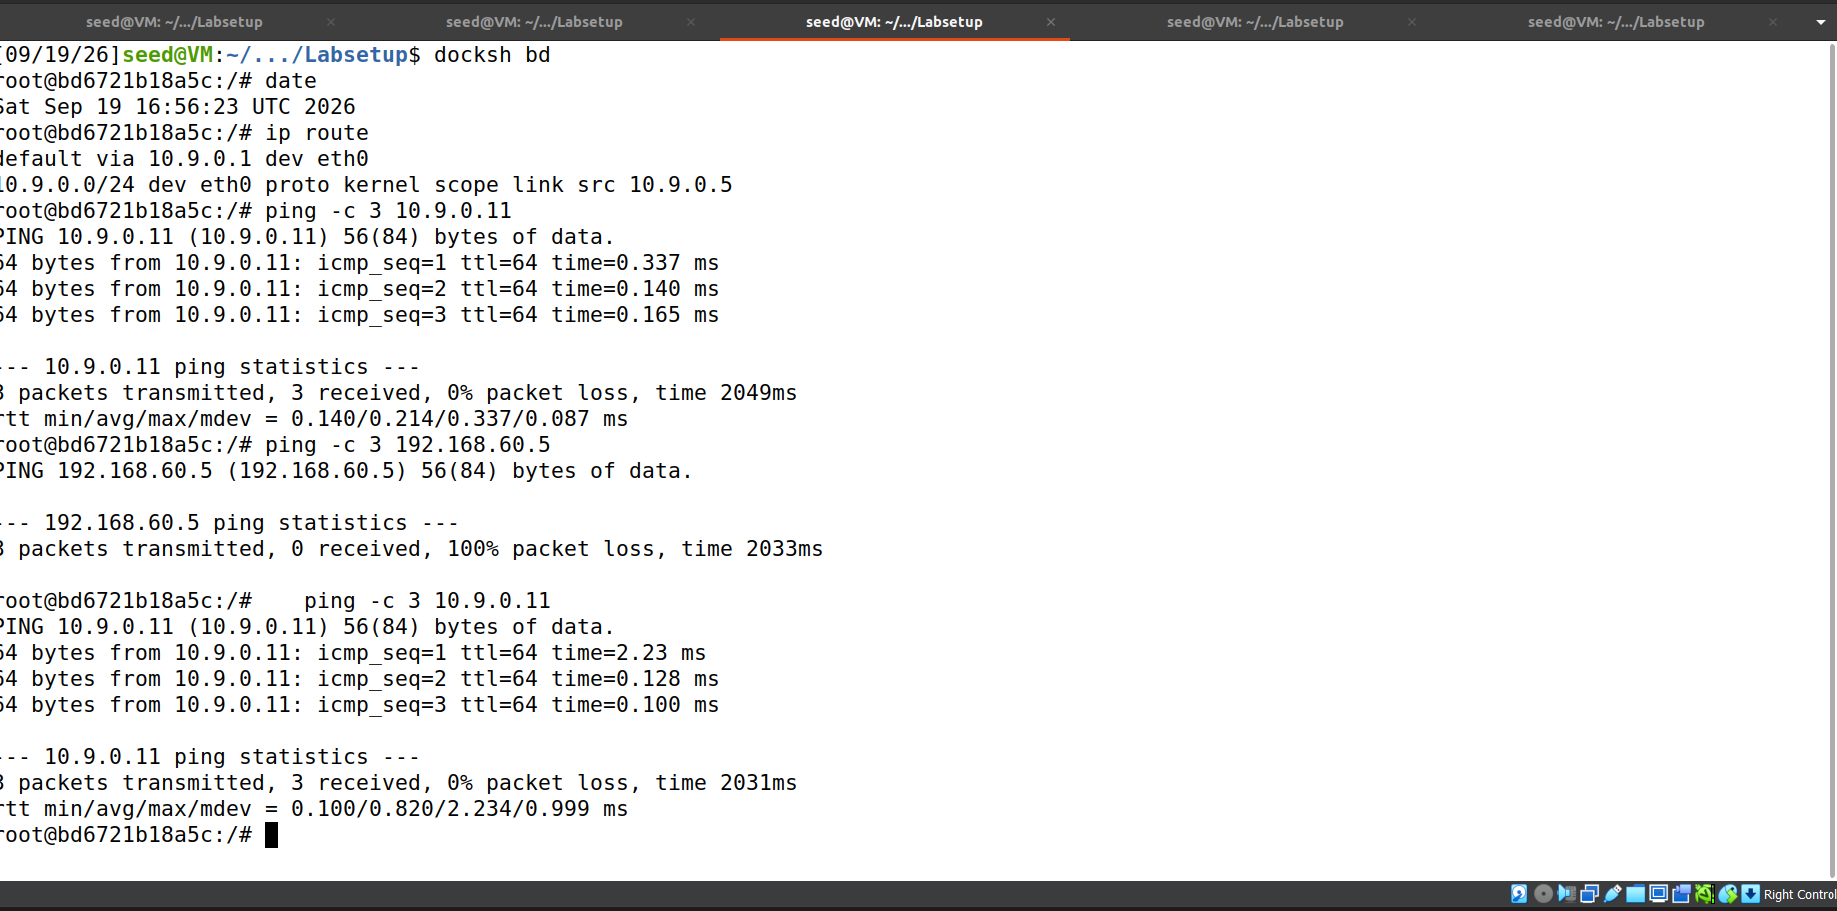 seed@VM: ~/.../Labsetup × seed@VM: ~/.../Labsetup × seed@VM: ~/.../Labsetup × seed@VM: ~/.../Labsetup × seed@VM: ~/.../Labsetup ×
[09/19/26]seed@VM:~/.../Labsetup$ docksh bd
root@bd6721b18a5c:/# date
Sat Sep 19 16:56:23 UTC 2026
root@bd6721b18a5c:/# ip route
default via 10.9.0.1 dev eth0
10.9.0.0/24 dev eth0 proto kernel scope link src 10.9.0.5
root@bd6721b18a5c:/# ping -c 3 10.9.0.11
PING 10.9.0.11 (10.9.0.11) 56(84) bytes of data.
64 bytes from 10.9.0.11: icmp_seq=1 ttl=64 time=0.337 ms
64 bytes from 10.9.0.11: icmp_seq=2 ttl=64 time=0.140 ms
64 bytes from 10.9.0.11: icmp_seq=3 ttl=64 time=0.165 ms
--- 10.9.0.11 ping statistics ---
3 packets transmitted, 3 received, 0% packet loss, time 2049ms
rtt min/avg/max/mdev = 0.140/0.214/0.337/0.087 ms
root@bd6721b18a5c:/# ping -c 3 192.168.60.5
PING 192.168.60.5 (192.168.60.5) 56(84) bytes of data.
--- 192.168.60.5 ping statistics ---
3 packets transmitted, 0 received, 100% packet loss, time 2033ms
root@bd6721b18a5c:/#    ping -c 3 10.9.0.11
PING 10.9.0.11 (10.9.0.11) 56(84) bytes of data.
64 bytes from 10.9.0.11: icmp_seq=1 ttl=64 time=2.23 ms
64 bytes from 10.9.0.11: icmp_seq=2 ttl=64 time=0.128 ms
64 bytes from 10.9.0.11: icmp_seq=3 ttl=64 time=0.100 ms
--- 10.9.0.11 ping statistics ---
3 packets transmitted, 3 received, 0% packet loss, time 2031ms
rtt min/avg/max/mdev = 0.100/0.820/2.234/0.999 ms
root@bd6721b18a5c:/#
Right Control